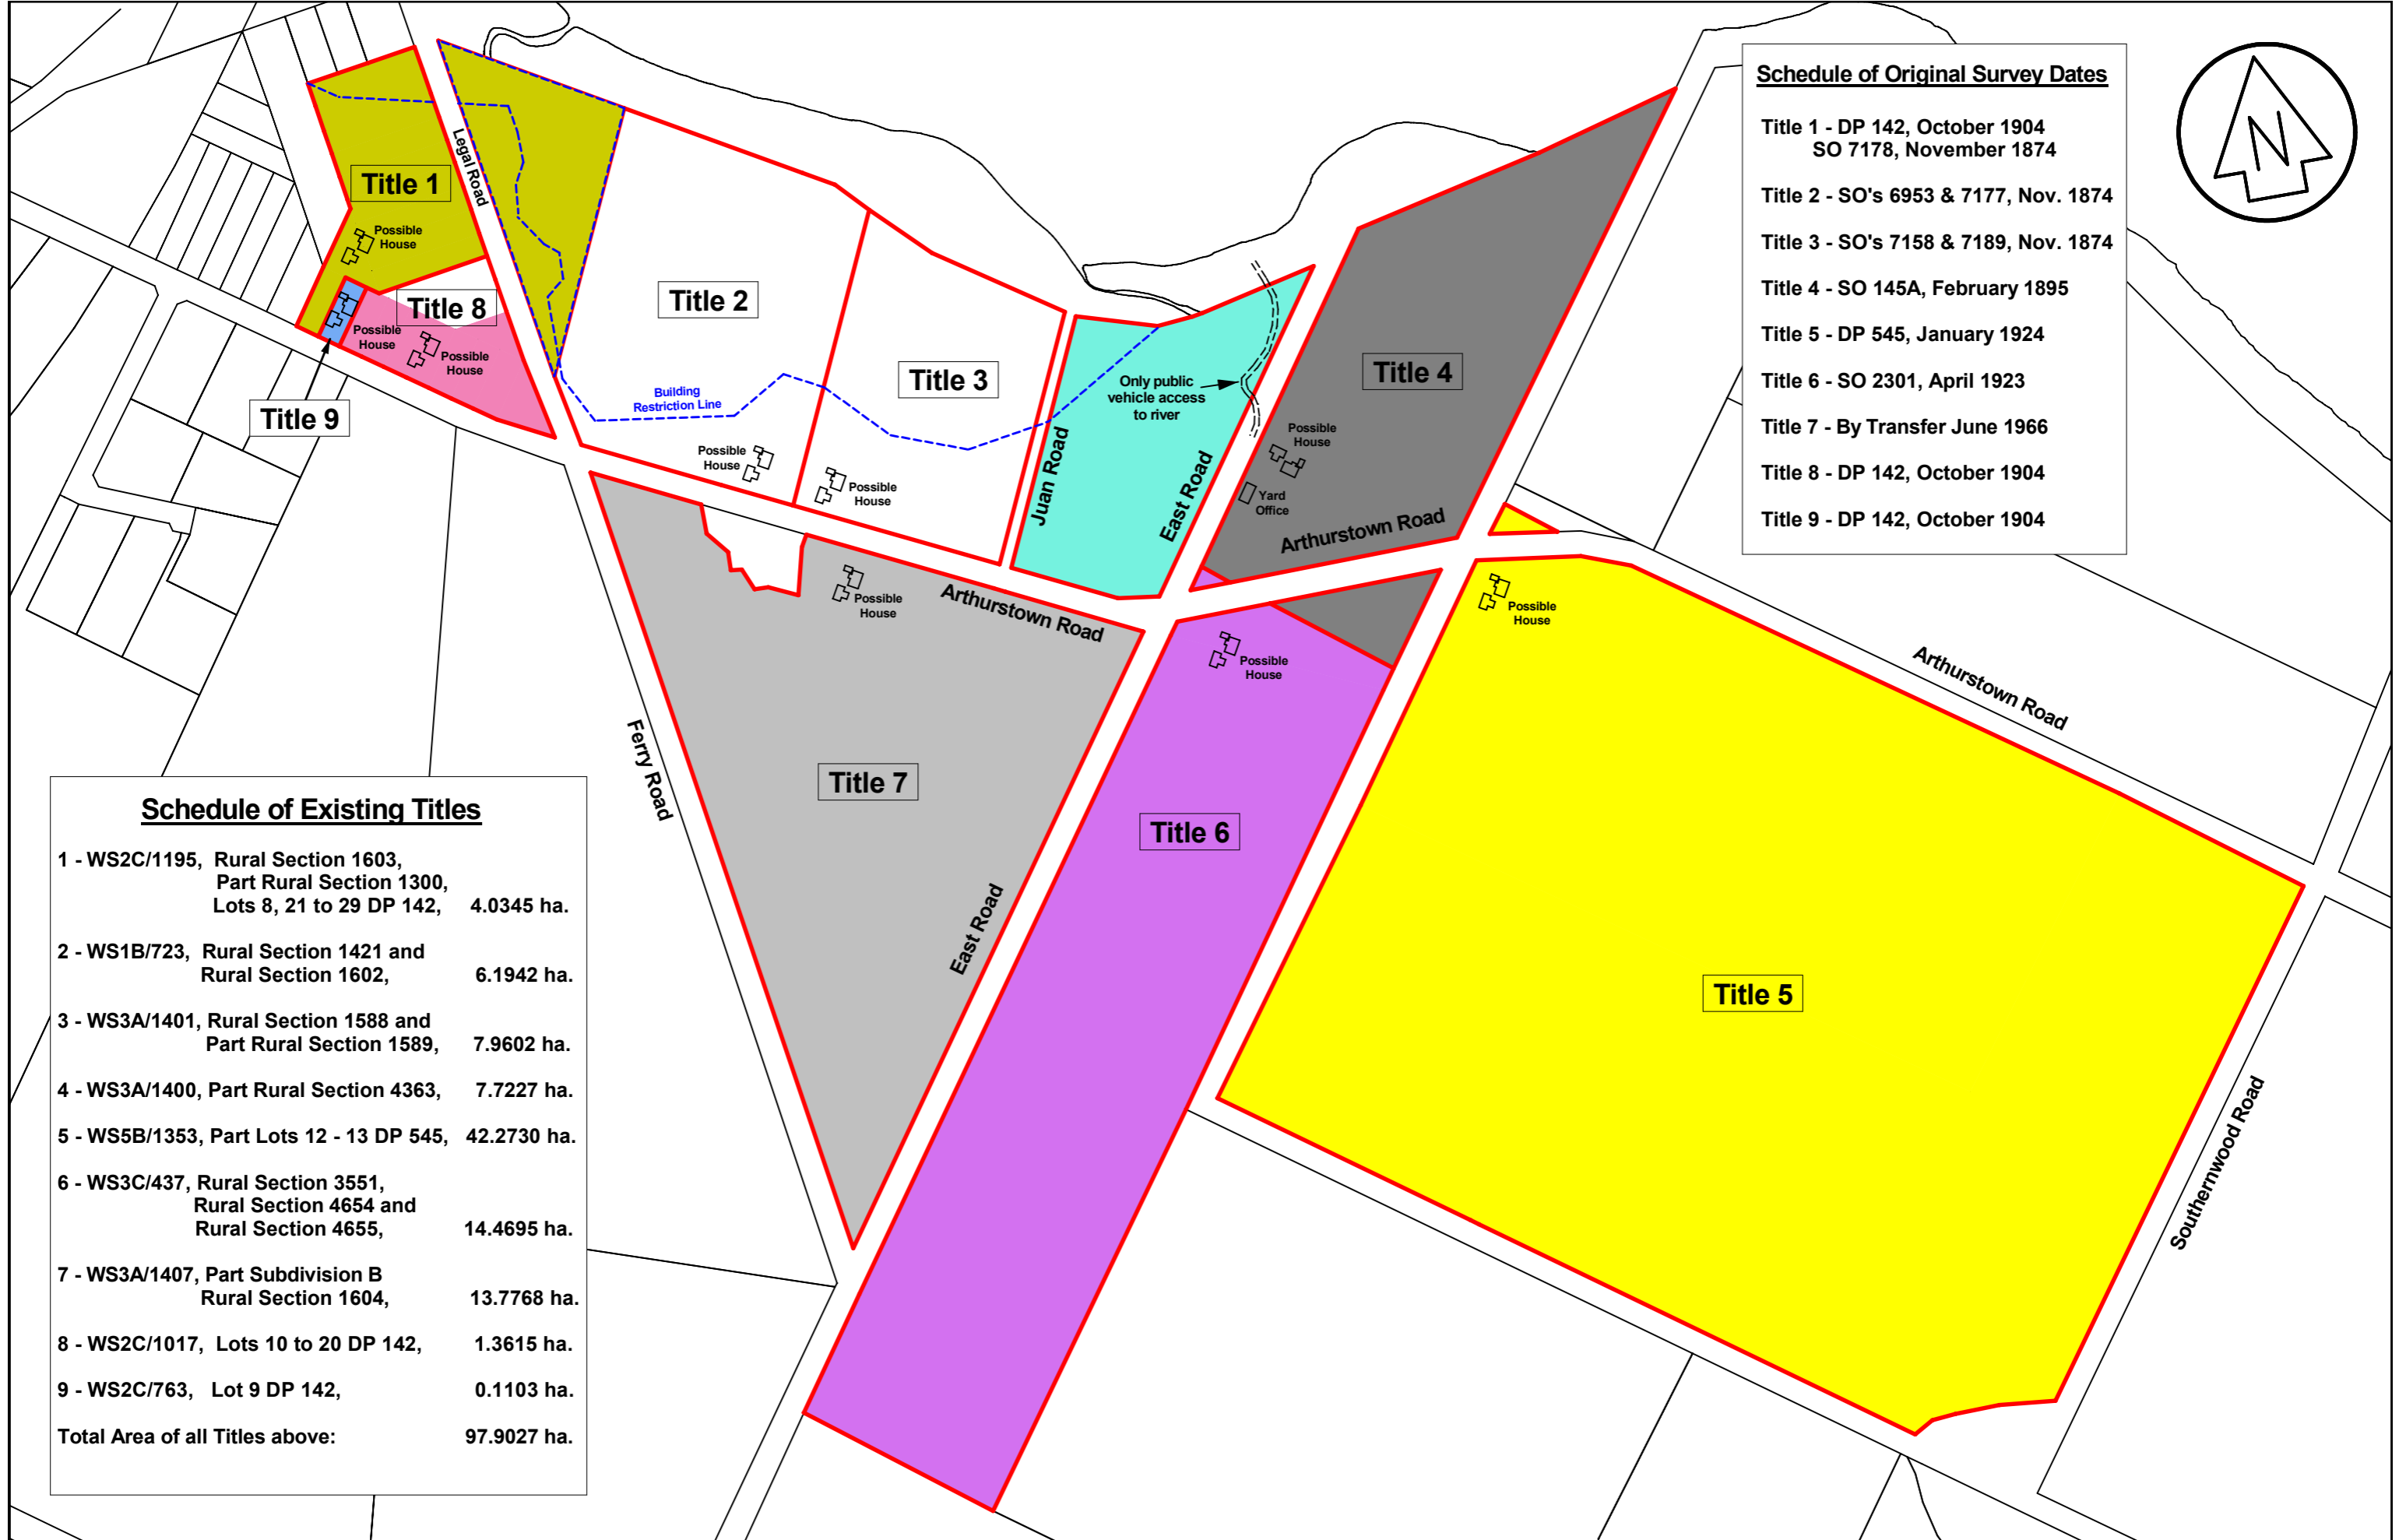 Schedule of Original Survey Dates
Title 1 - DP 142, October 1904
SO 7178, November 1874
Title 2 - SO's 6953 & 7177, Nov. 1874
Title 3 - SO's 7158 & 7189, Nov. 1874
Title 4 - SO 145A, February 1895
Title 5 - DP 545, January 1924
Title 6 - SO 2301, April 1923
Title 7 - By Transfer June 1966
Title 8 - DP 142, October 1904
Title 9 - DP 142, October 1904
N
Legal Road
Title 1
Possible
House
Title 8
Possible
House
Possible
House
Title 9
Title 2
Building
Restriction Line
Possible
House
Title 3
Possible
House
Juan Road
Only public
vehicle access
to river
East Road
Title 4
Possible
House
Yard
Office
Arthurstown Road
Possible
House
Arthurstown Road
Possible
House
Possible
House
Arthurstown Road
Ferry Road
Title 7
Title 6
East Road
Title 5
Southernwood Road
Schedule of Existing Titles
1 - WS2C/1195, Rural Section 1603,
Part Rural Section 1300,
Lots 8, 21 to 29 DP 142, 4.0345 ha.
2 - WS1B/723, Rural Section 1421 and
Rural Section 1602, 6.1942 ha.
3 - WS3A/1401, Rural Section 1588 and
Part Rural Section 1589, 7.9602 ha.
4 - WS3A/1400, Part Rural Section 4363, 7.7227 ha.
5 - WS5B/1353, Part Lots 12 - 13 DP 545, 42.2730 ha.
6 - WS3C/437, Rural Section 3551,
Rural Section 4654 and
Rural Section 4655, 14.4695 ha.
7 - WS3A/1407, Part Subdivision B
Rural Section 1604, 13.7768 ha.
8 - WS2C/1017, Lots 10 to 20 DP 142, 1.3615 ha.
9 - WS2C/763, Lot 9 DP 142, 0.1103 ha.
Total Area of all Titles above: 97.9027 ha.